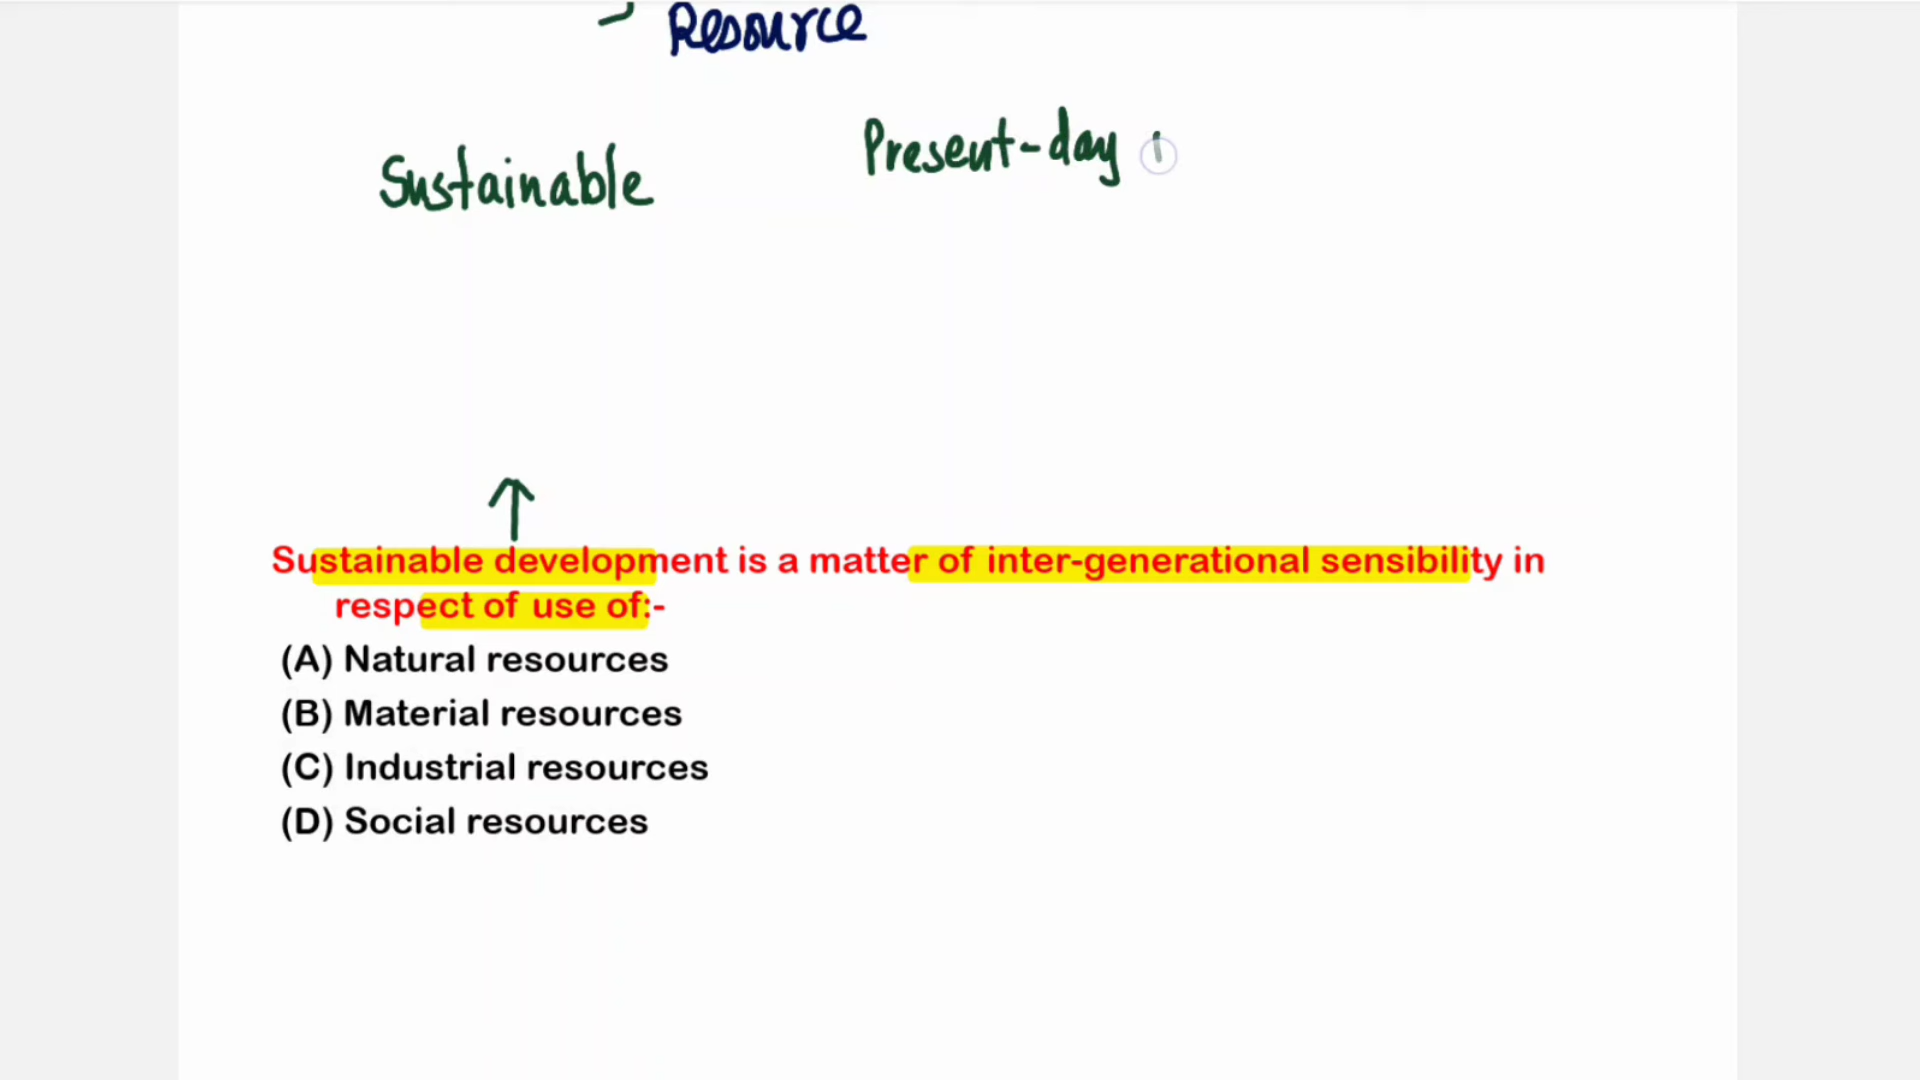 Resource
Present-day
Sustainable
Sustainable development is a matter of inter-generational sensibility in
respect of use of:-
(A) Natural resources
(B) Material resources
(C) Industrial resources
(D) Social resources